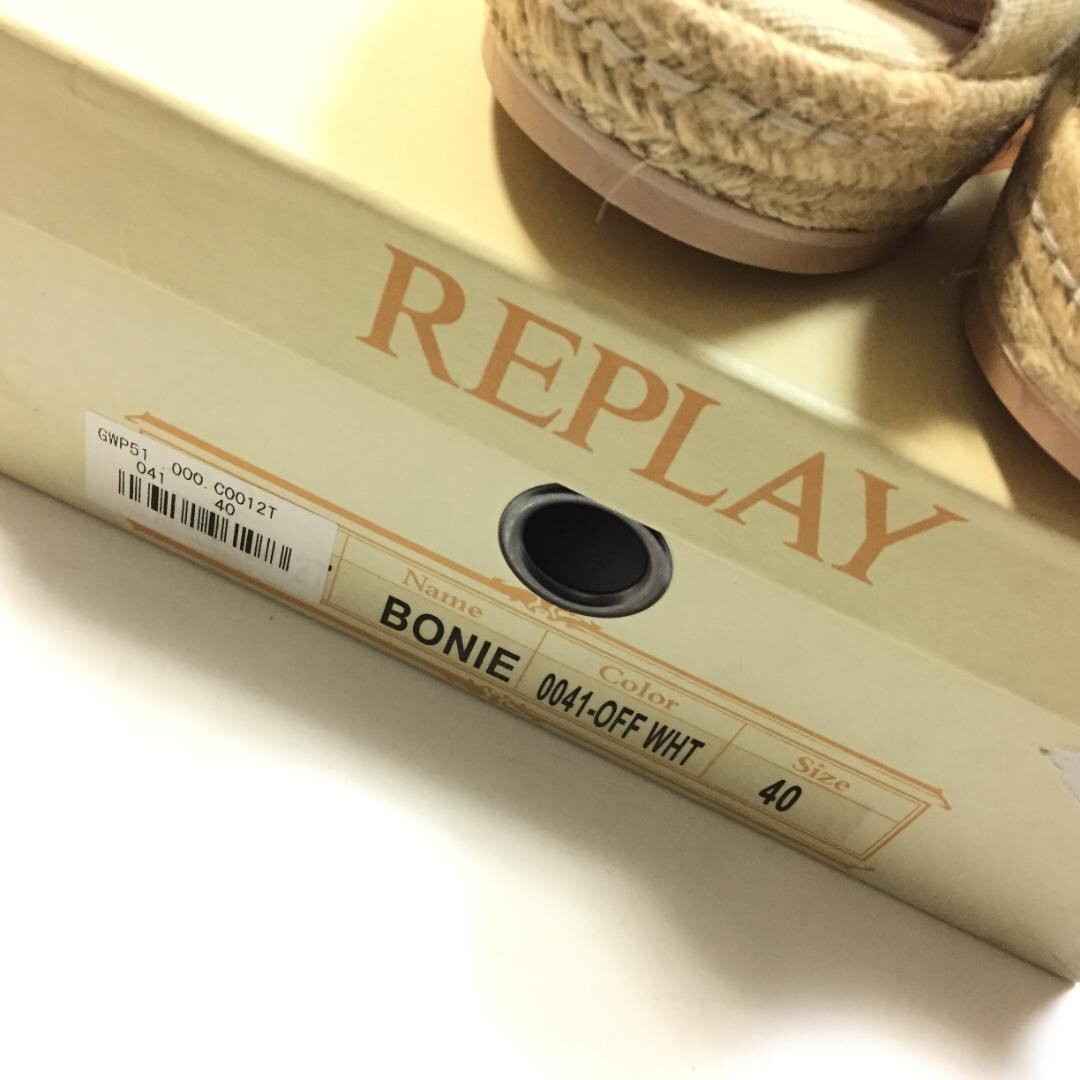 REPLAY
GWP51 .000.C0012T
041 40
Name
BONIE
Color
0041-OFF WHT
Size
40